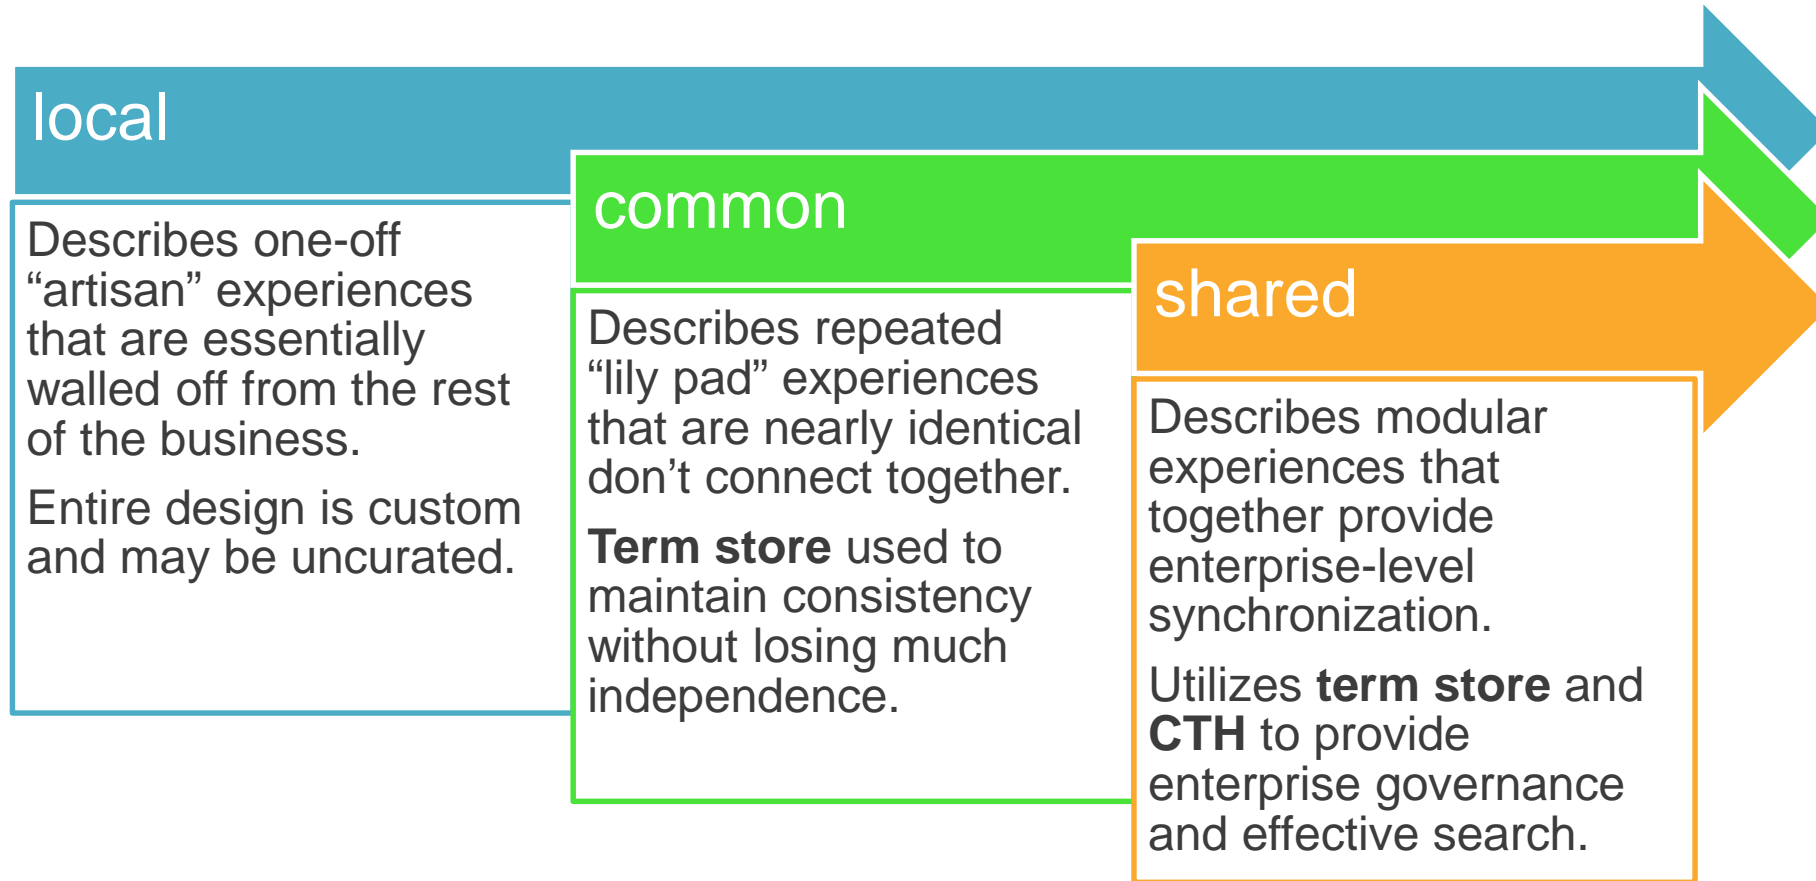 local
Describes one-off
“artisan” experiences
that are essentially
walled off from the rest
of the business.
Entire design is custom
and may be uncurated.
common
Describes repeated
“lily pad” experiences
that are nearly identical
don’t connect together.
Term store used to
maintain consistency
without losing much
independence.
shared
Describes modular
experiences that
together provide
enterprise-level
synchronization.
Utilizes term store and
CTH to provide
enterprise governance
and effective search.